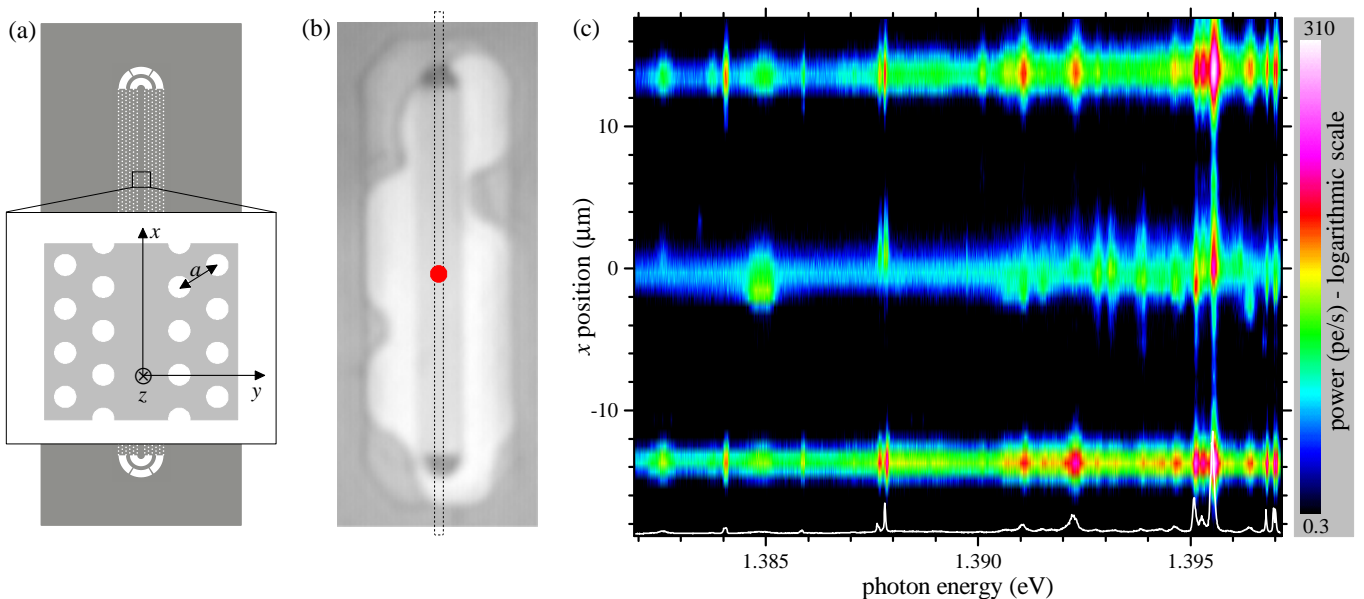 (a)
(b)
(c)
x
a
z
y
x position (μm)
10
0
-10
1.385
1.390
1.395
photon energy (eV)
310
0.3
power (pe/s) - logarithmic scale